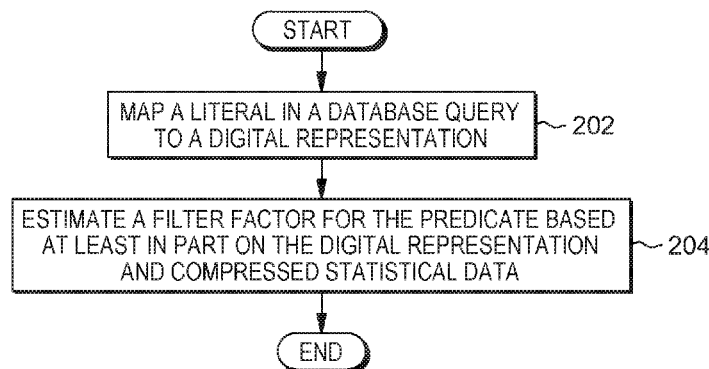 START
MAP A LITERAL IN A DATABASE QUERY
TO A DIGITAL REPRESENTATION
202
ESTIMATE A FILTER FACTOR FOR THE PREDICATE BASED
AT LEAST IN PART ON THE DIGITAL REPRESENTATION
AND COMPRESSED STATISTICAL DATA
204
END